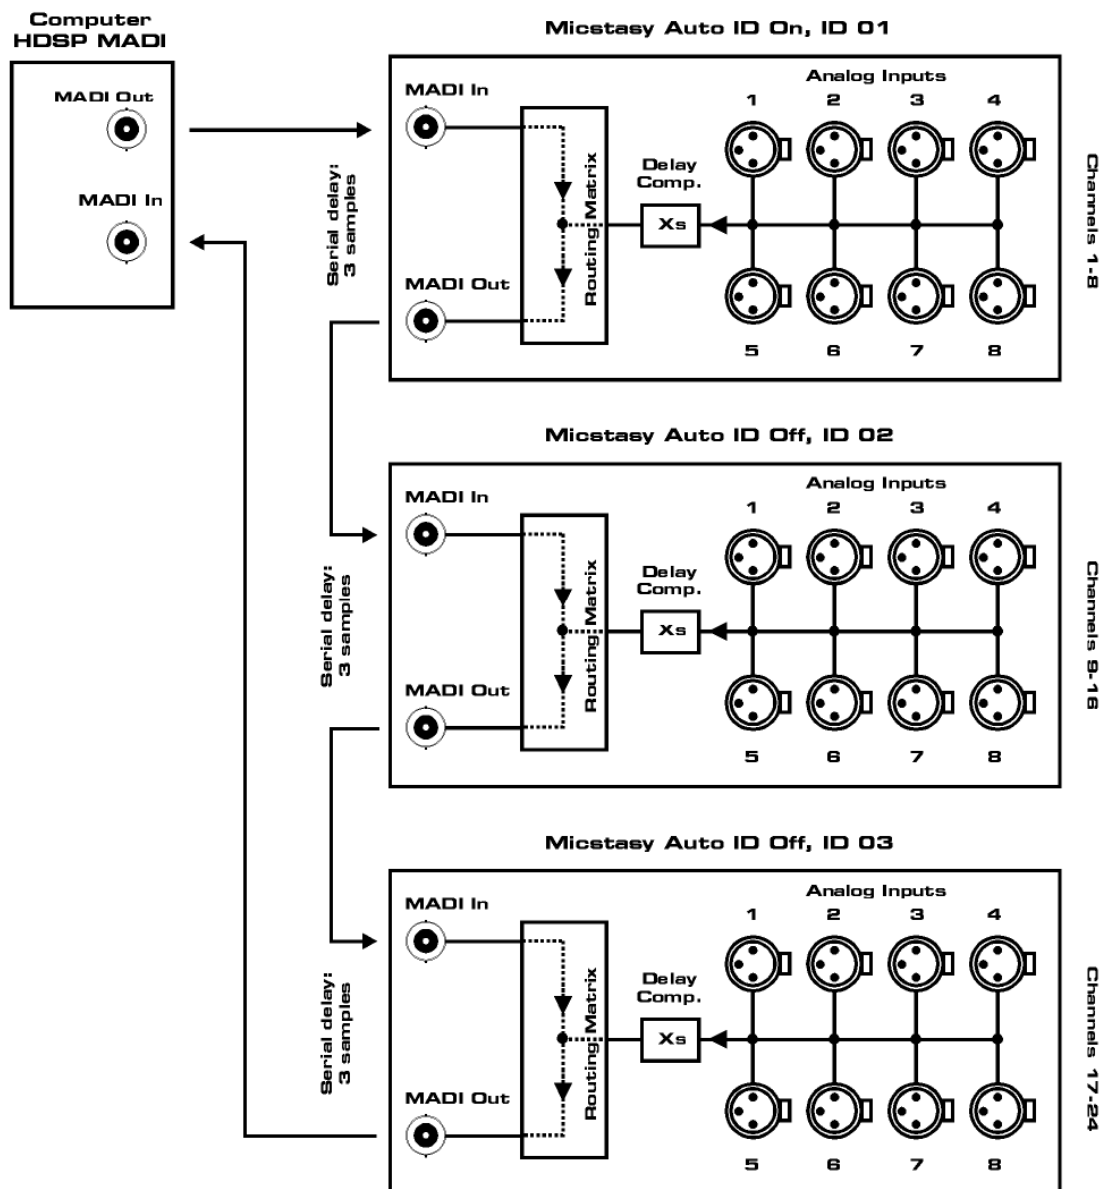 Computer
HDSP MADI
MADI Out
MADI In
Serial delay:
3 samples
Micstasy Auto ID On, ID 01
MADI In
MADI Out
Routing Matrix
Delay
Comp.
Xs
Analog Inputs
1 2 3 4
5 6 7 8
Channels 1-8
Serial delay:
3 samples
Micstasy Auto ID Off, ID 02
MADI In
MADI Out
Routing Matrix
Delay
Comp.
Xs
Analog Inputs
1 2 3 4
5 6 7 8
Channels 9-16
Serial delay:
3 samples
Micstasy Auto ID Off, ID 03
MADI In
MADI Out
Routing Matrix
Delay
Comp.
Xs
Analog Inputs
1 2 3 4
5 6 7 8
Channels 17-24